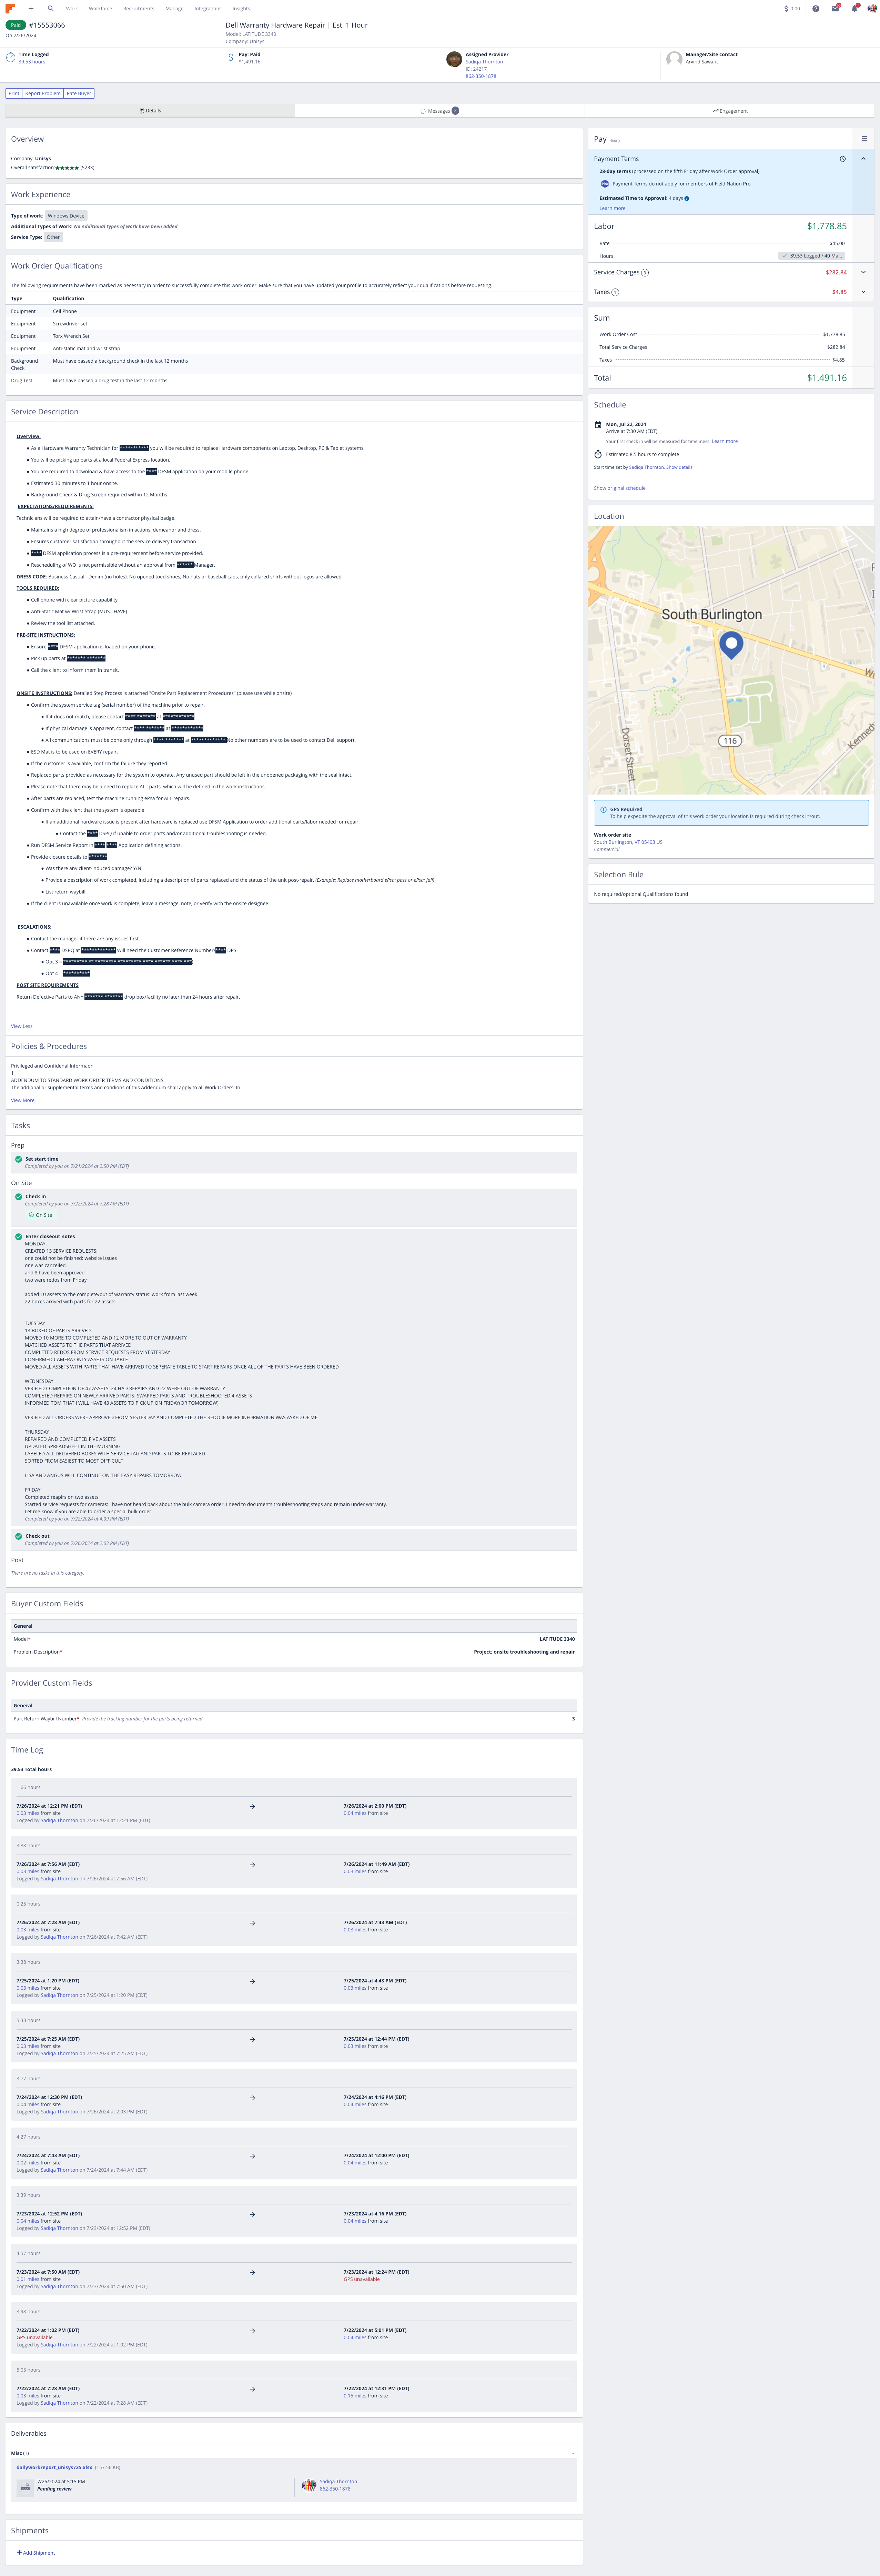 Work Workforce Recruitments Manage Integrations Insights
$ 0.00
Paid #15553066
On 7/26/2024
Dell Warranty Hardware Repair | Est. 1 Hour
Model: LATITUDE 3340
Company: Unisys
Time Logged
39.53 hours
Pay: Paid
$1,491.16
Assigned Provider
Sadiqa Thornton
ID: 24217
862-350-1878
Manager/Site contact
Arvind Sawant
Print Report Problem Rate Buyer
Details Messages Engagement
Overview
Company: Unisys
Overall satisfaction: ★★★★★ (5233)
Work Experience
Type of work: Windows Device
Additional Types of Work: No Additional types of work have been added
Service Type: Other
Work Order Qualifications
The following requirements have been marked as necessary in order to successfully complete this work order. Make sure that you have updated your profile to accurately reflect your qualifications before requesting.
Type Qualification
Equipment Cell Phone
Equipment Screwdriver set
Equipment Torx Wrench Set
Equipment Anti-static mat and wrist strap
Background Check Must have passed a background check in the last 12 months
Drug Test Must have passed a drug test in the last 12 months
Service Description
Overview:
● As a Hardware Warranty Technician for you will be required to replace Hardware components on Laptop, Desktop, PC & Tablet systems.
● You will be picking up parts at a local Federal Express location.
● You are required to download & have access to the **** DFSM application on your mobile phone.
● Estimated 30 minutes to 1 hour onsite.
● Background Check & Drug Screen required within 12 Months.
EXPECTATIONS/REQUIREMENTS:
Technicians will be required to attain/have a contractor physical badge.
● Maintains a high degree of professionalism in actions, demeanor and dress.
● Ensures customer satisfaction throughout the service delivery transaction.
● **** DFSM application process is a pre-requirement before service provided.
● Rescheduling of WO is not permissible without an approval from ****** Manager.
DRESS CODE: Business Casual - Denim (no holes); No opened toed shoes; No hats or baseball caps; only collared shirts without logos are allowed.
TOOLS REQUIRED:
● Cell phone with clear picture capability
● Anti-Static Mat w/ Wrist Strap (MUST HAVE)
● Review the tool list attached.
PRE-SITE INSTRUCTIONS:
● Ensure **** DFSM application is loaded on your phone.
● Pick up parts at ******* *******
● Call the client to inform them in transit.
ONSITE INSTRUCTIONS: Detailed Step Process is attached "Onsite Part Replacement Procedures" (please use while onsite)
● Confirm the system service tag (serial number) of the machine prior to repair.
● If it does not match, please contact
● If physical damage is apparent, contact
● All communications must be done only through No other numbers are to be used to contact Dell support.
● ESD Mat is to be used on EVERY repair.
● If the customer is available, confirm the failure they reported.
● Replaced parts provided as necessary for the system to operate. Any unused part should be left in the unopened packaging with the seal intact.
● Please note that there may be a need to replace ALL parts, which will be defined in the work instructions.
● After parts are replaced, test the machine running ePsa for ALL repairs.
● Confirm with the client that the system is operable.
● If an additional hardware issue is present after hardware is replaced use DFSM Application to order additional parts/labor needed for repair.
● Contact the **** DSPQ if unable to order parts and/or additional troubleshooting is needed.
● Run DFSM Service Report in **** **** Application defining actions.
● Provide closure details to *******
● Was there any client-induced damage? Y/N
● Provide a description of work completed, including a description of parts replaced and the status of the unit post-repair. (Example: Replace motherboard ePsa: pass or ePsa: fail)
● List return waybill.
● If the client is unavailable once work is complete, leave a message, note, or verify with the onsite designee.
ESCALATIONS:
● Contact the manager if there are any issues first.
● Contact **** DSPQ at Will need the Customer Reference Number/ **** DPS
● Opt 3 =
● Opt 4 =
POST SITE REQUIREMENTS
Return Defective Parts to ANY ******* ******* drop box/facility no later than 24 hours after repair.
View Less
Policies & Procedures
Privileged and Confidenal Informaon
1
ADDENDUM TO STANDARD WORK ORDER TERMS AND CONDITIONS
The addional or supplemental terms and condions of this Addendum shall apply to all Work Orders. In
View More
Tasks
Prep
Set start time
Completed by you on 7/21/2024 at 2:50 PM (EDT)
On Site
Check in
Completed by you on 7/22/2024 at 7:28 AM (EDT)
On Site
Enter closeout notes
MONDAY:
CREATED 13 SERVICE REQUESTS:
one could not be finished: website issues
one was cancelled
and 8 have been approved
two were redos from Friday
added 10 assets to the complete/out of warranty status: work from last week
22 boxes arrived with parts for 22 assets
TUESDAY
13 BOXED OF PARTS ARRIVED
MOVED 10 MORE TO COMPLETED AND 12 MORE TO OUT OF WARRANTY
MATCHED ASSETS TO THE PARTS THAT ARRIVED
COMPLETED REDOS FROM SERVICE REQUESTS FROM YESTERDAY
CONFIRMED CAMERA ONLY ASSETS ON TABLE
MOVED ALL ASSETS WITH PARTS THAT HAVE ARRIVED TO SEPERATE TABLE TO START REPAIRS ONCE ALL OF THE PARTS HAVE BEEN ORDERED
WEDNESDAY
VERIFIED COMPLETION OF 47 ASSETS: 24 HAD REPAIRS AND 22 WERE OUT OF WARRANTY
COMPLETED REPAIRS ON NEWLY ARRIVED PARTS: SWAPPED PARTS AND TROUBLESHOOTED 4 ASSETS
INFORMED TOM THAT I WILL HAVE 43 ASSETS TO PICK UP ON FRIDAY(OR TOMORROW)
VERIFIED ALL ORDERS WERE APPROVED FROM YESTERDAY AND COMPLETED THE REDO IF MORE INFORMATION WAS ASKED OF ME
THURSDAY
REPAIRED AND COMPLETED FIVE ASSETS
UPDATED SPREADSHEET IN THE MORNING
LABELED ALL DELIVERED BOXES WITH SERVICE TAG AND PARTS TO BE REPLACED
SORTED FROM EASIEST TO MOST DIFFICULT
LISA AND ANGUS WILL CONTINUE ON THE EASY REPAIRS TOMORROW.
FRIDAY
Completed reapirs on two assets
Started service requests for cameras; I have not heard back about the bulk camera order. I need to documents troubleshooting steps and remain under warranty.
Let me know if you are able to order a special bulk order.
Completed by you on 7/22/2024 at 4:09 PM (EDT)
Check out
Completed by you on 7/26/2024 at 2:03 PM (EDT)
Post
There are no tasks in this category.
Buyer Custom Fields
General
Model* LATITUDE 3340
Problem Description* Project; onsite troubleshooting and repair
Provider Custom Fields
General
Part Return Waybill Number* Provide the tracking number for the parts being returned 3
Time Log
39.53 Total hours
1.66 hours
7/26/2024 at 12:21 PM (EDT) 7/26/2024 at 2:00 PM (EDT)
0.03 miles from site 0.04 miles from site
Logged by Sadiqa Thornton on 7/26/2024 at 12:21 PM (EDT)
3.88 hours
7/26/2024 at 7:56 AM (EDT) 7/26/2024 at 11:49 AM (EDT)
0.03 miles from site 0.03 miles from site
Logged by Sadiqa Thornton on 7/26/2024 at 7:56 AM (EDT)
0.25 hours
7/26/2024 at 7:28 AM (EDT) 7/26/2024 at 7:43 AM (EDT)
0.03 miles from site 0.03 miles from site
Logged by Sadiqa Thornton on 7/26/2024 at 7:42 AM (EDT)
3.38 hours
7/25/2024 at 1:20 PM (EDT) 7/25/2024 at 4:43 PM (EDT)
0.03 miles from site 0.03 miles from site
Logged by Sadiqa Thornton on 7/25/2024 at 1:20 PM (EDT)
5.33 hours
7/25/2024 at 7:25 AM (EDT) 7/25/2024 at 12:44 PM (EDT)
0.03 miles from site 0.03 miles from site
Logged by Sadiqa Thornton on 7/25/2024 at 7:25 AM (EDT)
3.77 hours
7/24/2024 at 12:30 PM (EDT) 7/24/2024 at 4:16 PM (EDT)
0.04 miles from site 0.04 miles from site
Logged by Sadiqa Thornton on 7/26/2024 at 2:03 PM (EDT)
4.27 hours
7/24/2024 at 7:43 AM (EDT) 7/24/2024 at 12:00 PM (EDT)
0.02 miles from site 0.04 miles from site
Logged by Sadiqa Thornton on 7/24/2024 at 7:44 AM (EDT)
3.39 hours
7/23/2024 at 12:52 PM (EDT) 7/23/2024 at 4:16 PM (EDT)
0.04 miles from site 0.04 miles from site
Logged by Sadiqa Thornton on 7/23/2024 at 12:52 PM (EDT)
4.57 hours
7/23/2024 at 7:50 AM (EDT) 7/23/2024 at 12:24 PM (EDT)
0.01 miles from site GPS unavailable
Logged by Sadiqa Thornton on 7/23/2024 at 7:50 AM (EDT)
3.98 hours
7/22/2024 at 1:02 PM (EDT) 7/22/2024 at 5:01 PM (EDT)
GPS unavailable 0.04 miles from site
Logged by Sadiqa Thornton on 7/22/2024 at 1:02 PM (EDT)
5.05 hours
7/22/2024 at 7:28 AM (EDT) 7/22/2024 at 12:31 PM (EDT)
0.03 miles from site 0.15 miles from site
Logged by Sadiqa Thornton on 7/22/2024 at 7:28 AM (EDT)
Deliverables
Misc (1)
dailyworkreport_unisys725.xlsx (157.56 KB)
7/25/2024 at 5:15 PM
Pending review
Sadiqa Thornton
862-350-1878
Shipments
+ Add Shipment
Pay Hourly
Payment Terms
28-day terms (processed on the fifth Friday after Work Order approval)
Payment Terms do not apply for members of Field Nation Pro
Estimated Time to Approval: 4 days
Learn more
Labor $1,778.85
Rate $45.00
Hours 39.53 Logged / 40 Ma...
Service Charges $282.84
Taxes $4.85
Sum
Work Order Cost $1,778.85
Total Service Charges $282.84
Taxes $4.85
Total $1,491.16
Schedule
Mon, Jul 22, 2024
Arrive at 7:30 AM (EDT)
Your first check in will be measured for timeliness. Learn more
Estimated 8.5 hours to complete
Start time set by Sadiqa Thornton. Show details
Show original schedule
Location
South Burlington
116
Dorset Street
Kennedy
GPS Required
To help expedite the approval of this work order your location is required during check in/out.
Work order site
South Burlington, VT 05403 US
Commercial
Selection Rule
No required/optional Qualifications found